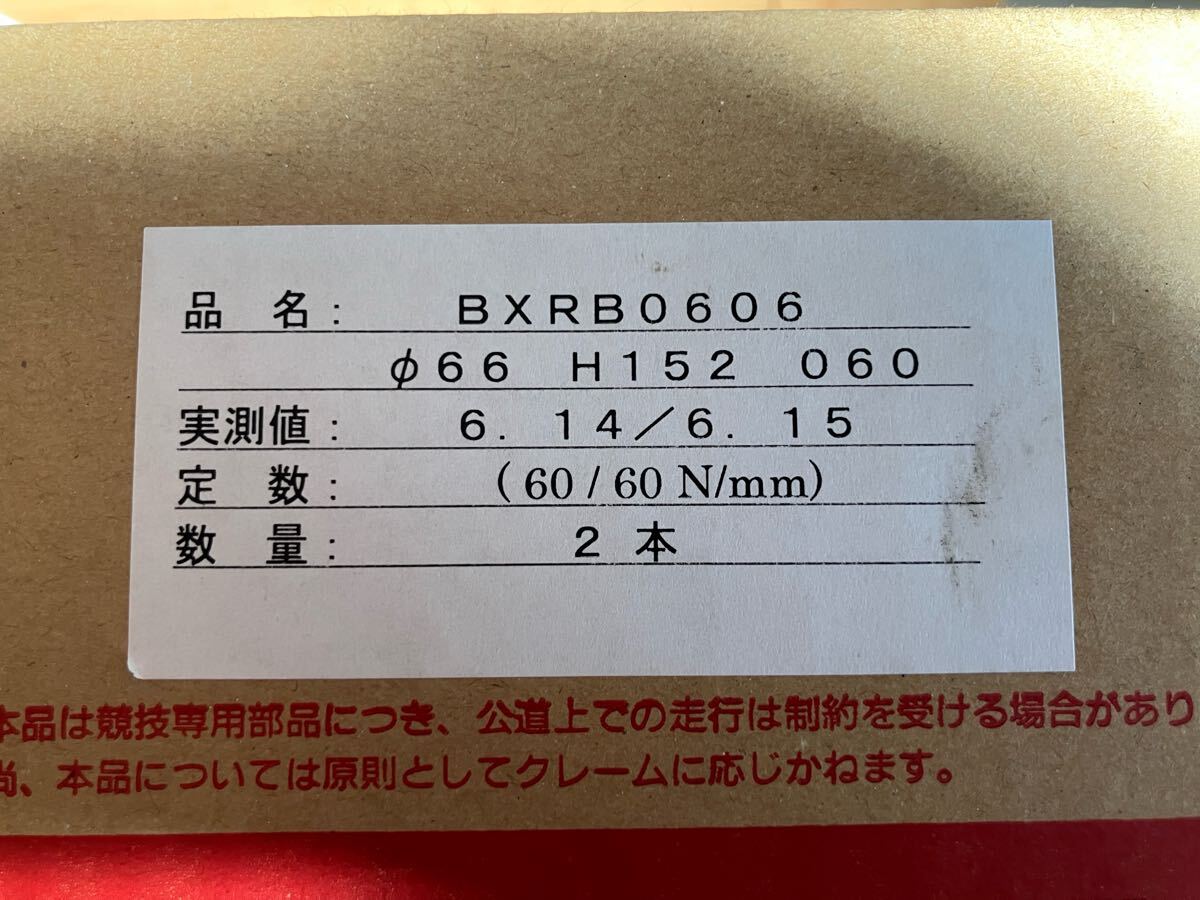 品 名： ＢＸＲＢ０６０６
φ６６ Ｈ１５２ ０６０
実測値： ６．１４／６．１５
定 数： （60 / 60 N/mm）
数 量： ２ 本
本品は競技専用部品につき、公道上での走行は制約を受ける場合があり
尚、本品については原則としてクレームに応じかねます。